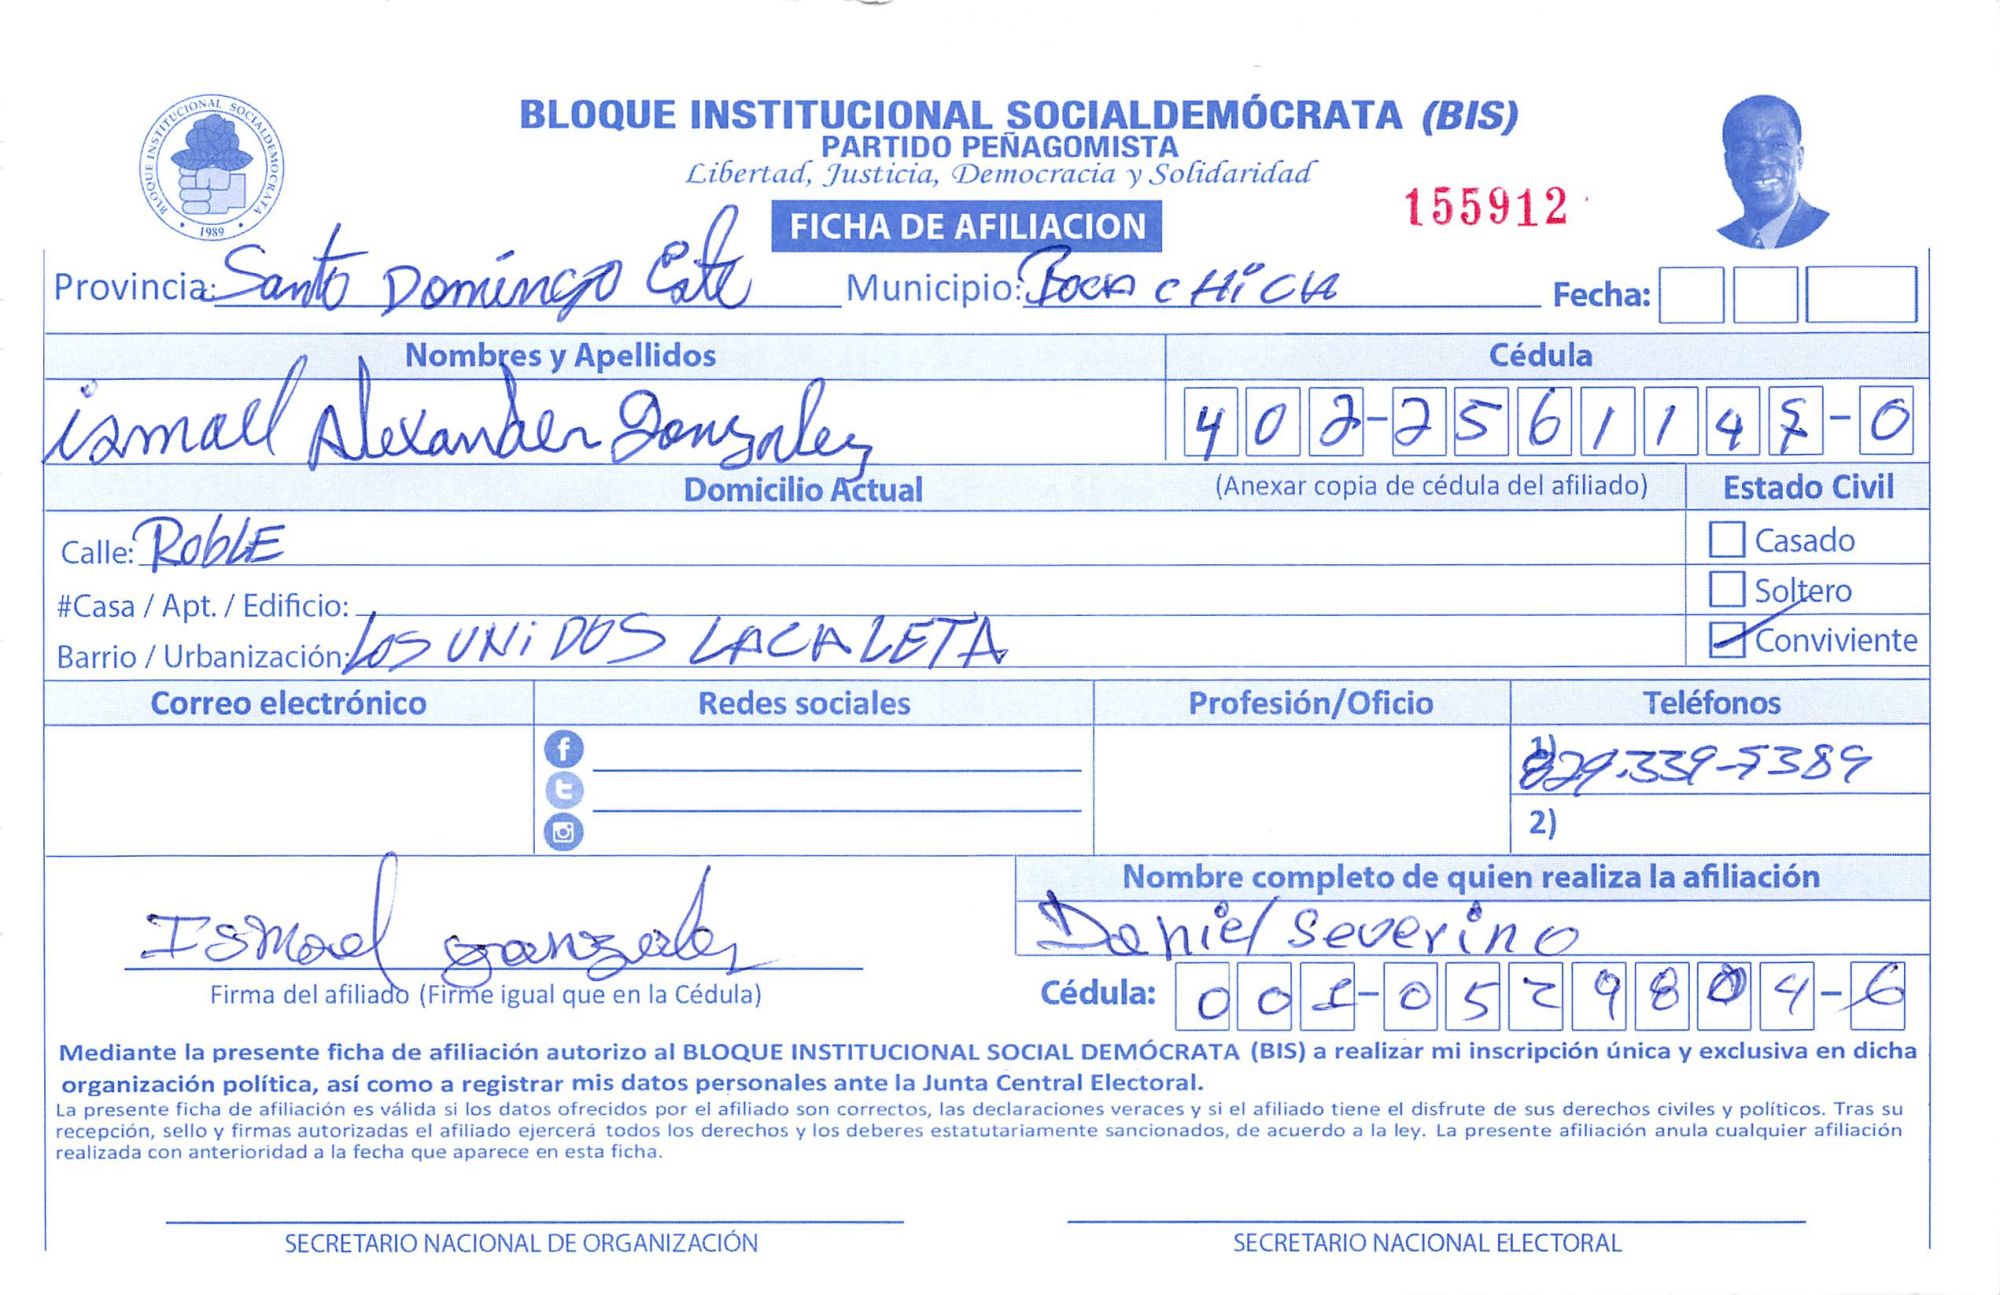 BLOQUE INSTITUCIONAL SOCIALDEMOCRATA
1989
BLOQUE INSTITUCIONAL SOCIALDEMÓCRATA (BIS)
PARTIDO PEÑAGOMISTA
Libertad, Justicia, Democracia y Solidaridad
155912
FICHA DE AFILIACION
Provincia: Santo Domingo Este Municipio: Boca CHiCA Fecha:
Nombres y Apellidos Cédula
ismael Alexander Gonzalez 402-2561147-0
Domicilio Actual (Anexar copia de cédula del afiliado) Estado Civil
Calle: RobLE Casado
#Casa / Apt. / Edificio: Soltero
Barrio / Urbanización: LOS UNiDOS LACALETA Conviviente
Correo electrónico Redes sociales Profesión/Oficio Teléfonos
1) 829-339-5389
2)
Nombre completo de quien realiza la afiliación
Ismael gonzalez Daniel Severino
Firma del afiliado (Firme igual que en la Cédula) Cédula: 001-0529804-6
Mediante la presente ficha de afiliación autorizo al BLOQUE INSTITUCIONAL SOCIAL DEMÓCRATA (BIS) a realizar mi inscripción única y exclusiva en dicha
organización política, así como a registrar mis datos personales ante la Junta Central Electoral.
La presente ficha de afiliación es válida si los datos ofrecidos por el afiliado son correctos, las declaraciones veraces y si el afiliado tiene el disfrute de sus derechos civiles y políticos. Tras su
recepción, sello y firmas autorizadas el afiliado ejercerá todos los derechos y los deberes estatutariamente sancionados, de acuerdo a la ley. La presente afiliación anula cualquier afiliación
realizada con anterioridad a la fecha que aparece en esta ficha.
SECRETARIO NACIONAL DE ORGANIZACIÓN SECRETARIO NACIONAL ELECTORAL